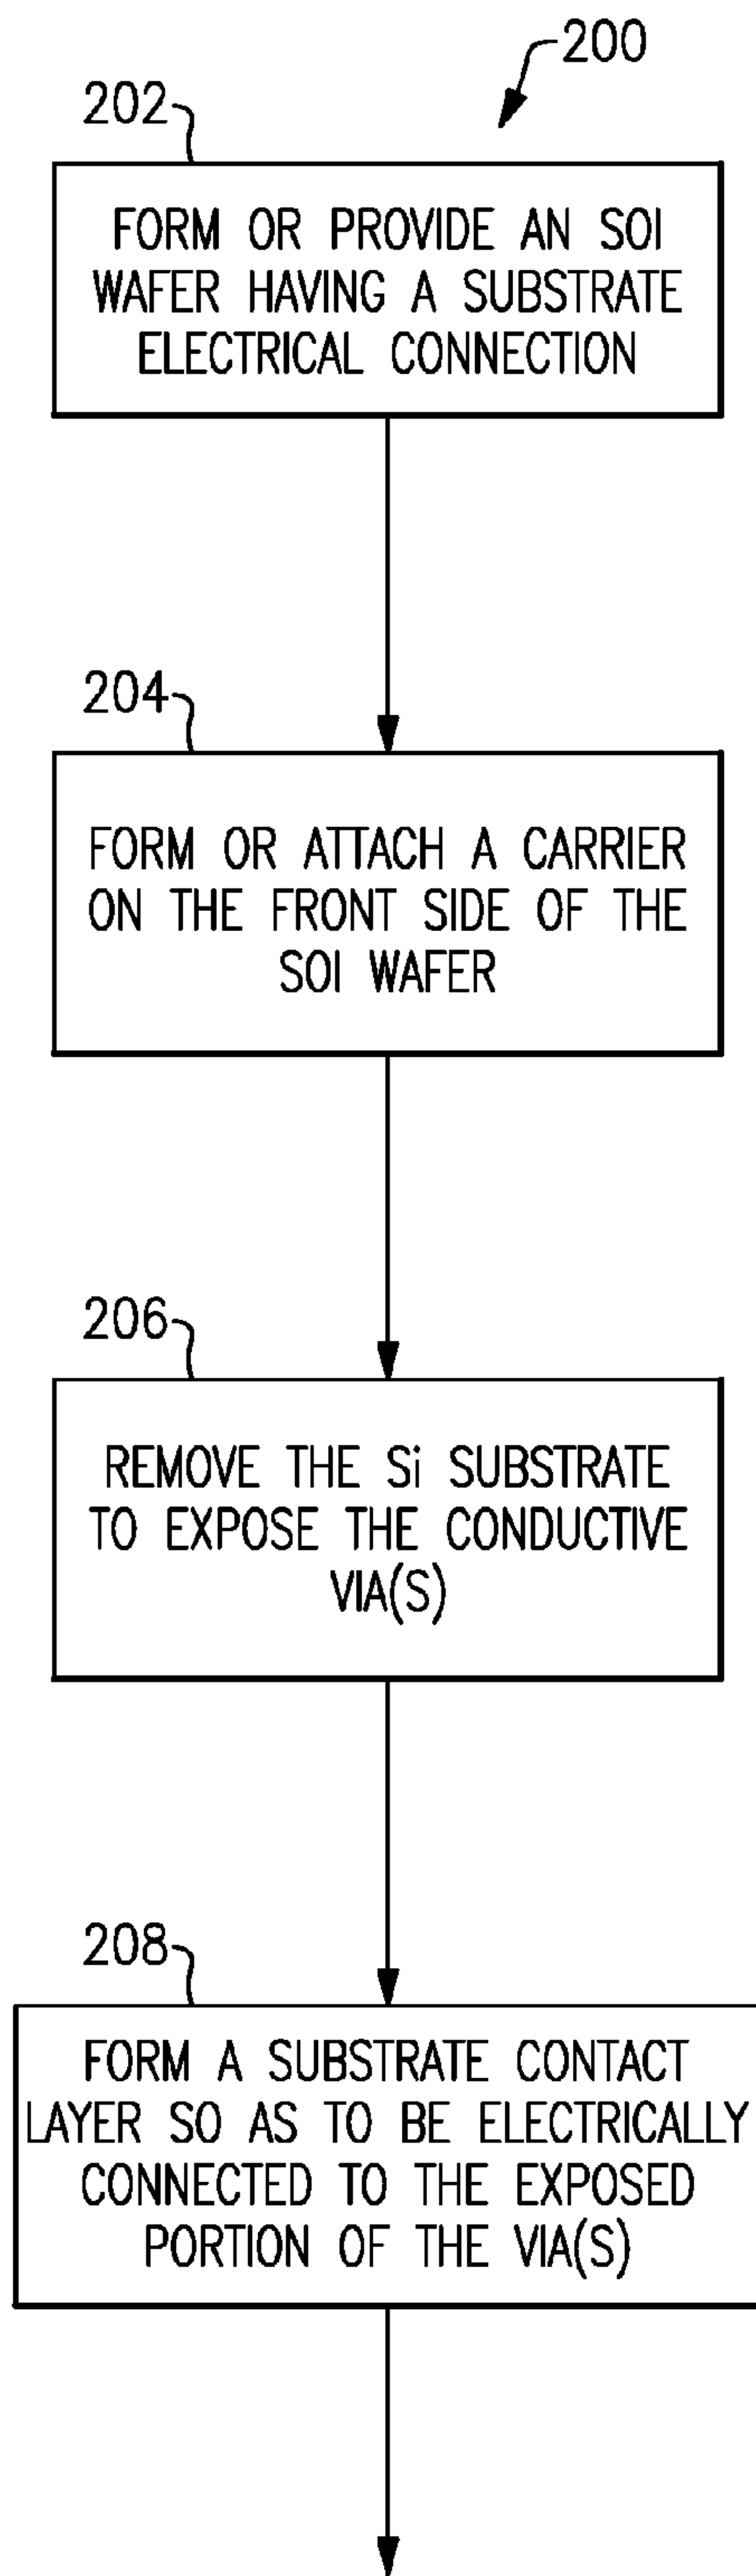 200
202
FORM OR PROVIDE AN SOI
WAFER HAVING A SUBSTRATE
ELECTRICAL CONNECTION
204
FORM OR ATTACH A CARRIER
ON THE FRONT SIDE OF THE
SOI WAFER
206
REMOVE THE Si SUBSTRATE
TO EXPOSE THE CONDUCTIVE
VIA(S)
208
FORM A SUBSTRATE CONTACT
LAYER SO AS TO BE ELECTRICALLY
CONNECTED TO THE EXPOSED
PORTION OF THE VIA(S)